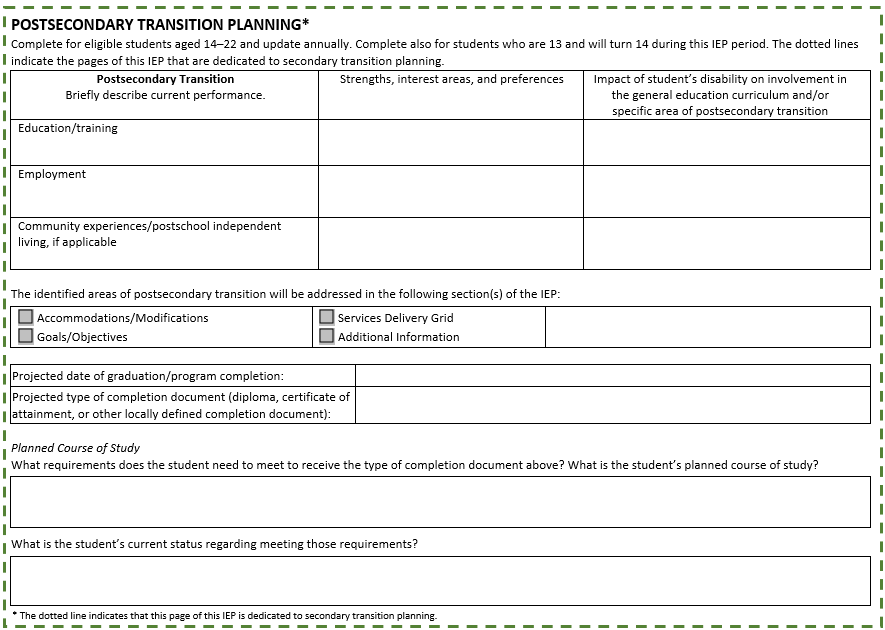 POSTSECONDARY TRANSITION PLANNING*
Complete for eligible students aged 14–22 and update annually. Complete also for students who are 13 and will turn 14 during this IEP period. The dotted lines
indicate the pages of this IEP that are dedicated to secondary transition planning.
Postsecondary Transition
Briefly describe current performance.
Strengths, interest areas, and preferences
Impact of student’s disability on involvement in
the general education curriculum and/or
specific area of postsecondary transition
Education/training
Employment
Community experiences/postschool independent
living, if applicable
The identified areas of postsecondary transition will be addressed in the following section(s) of the IEP:
Accommodations/Modifications
Goals/Objectives
Services Delivery Grid
Additional Information
Projected date of graduation/program completion:
Projected type of completion document (diploma, certificate of
attainment, or other locally defined completion document):
Planned Course of Study
What requirements does the student need to meet to receive the type of completion document above? What is the student’s planned course of study?
What is the student’s current status regarding meeting those requirements?
* The dotted line indicates that this page of this IEP is dedicated to secondary transition planning.